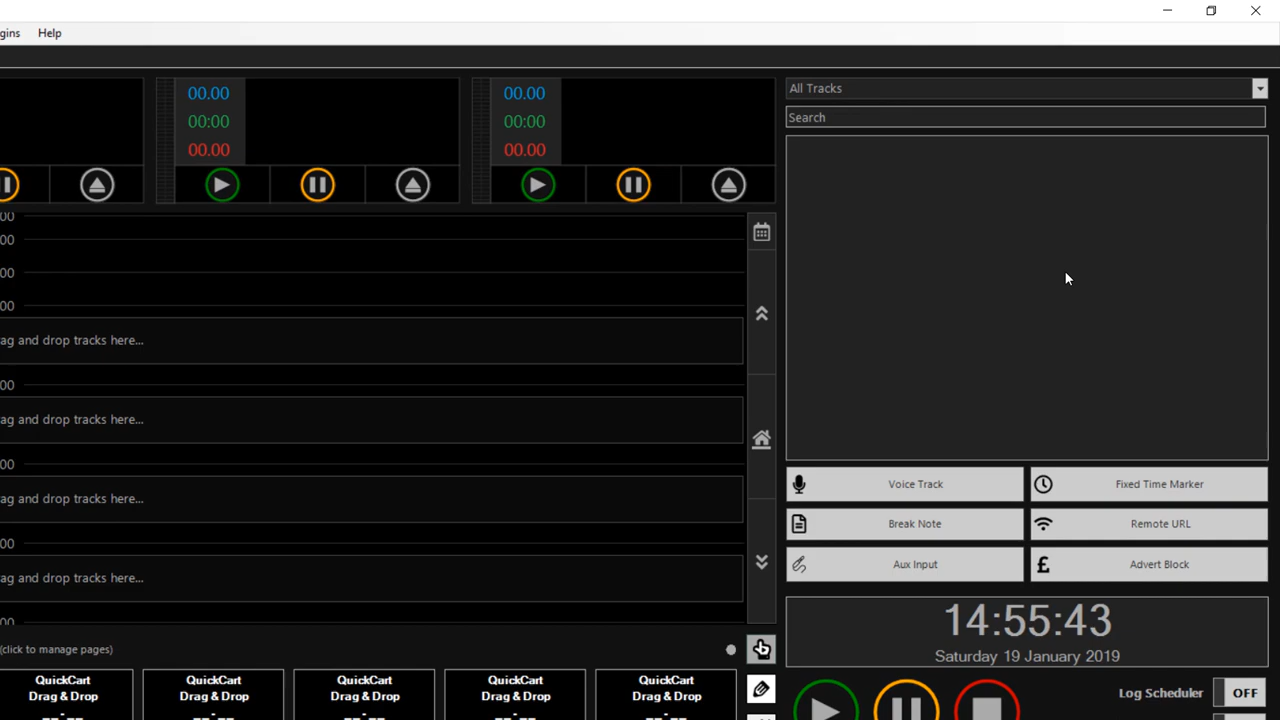 gins Help
00.00
00:00
00.00
00.00
00:00
00.00
All Tracks
Search
00
00
00
00
ag and drop tracks here...
00
ag and drop tracks here...
00
ag and drop tracks here...
00
ag and drop tracks here...
00
Voice Track
Fixed Time Marker
Break Note
Remote URL
Aux Input
£ Advert Block
14:55:43
Saturday 19 January 2019
(click to manage pages)
QuickCart
Drag & Drop
QuickCart
Drag & Drop
QuickCart
Drag & Drop
QuickCart
Drag & Drop
QuickCart
Drag & Drop
Log Scheduler OFF